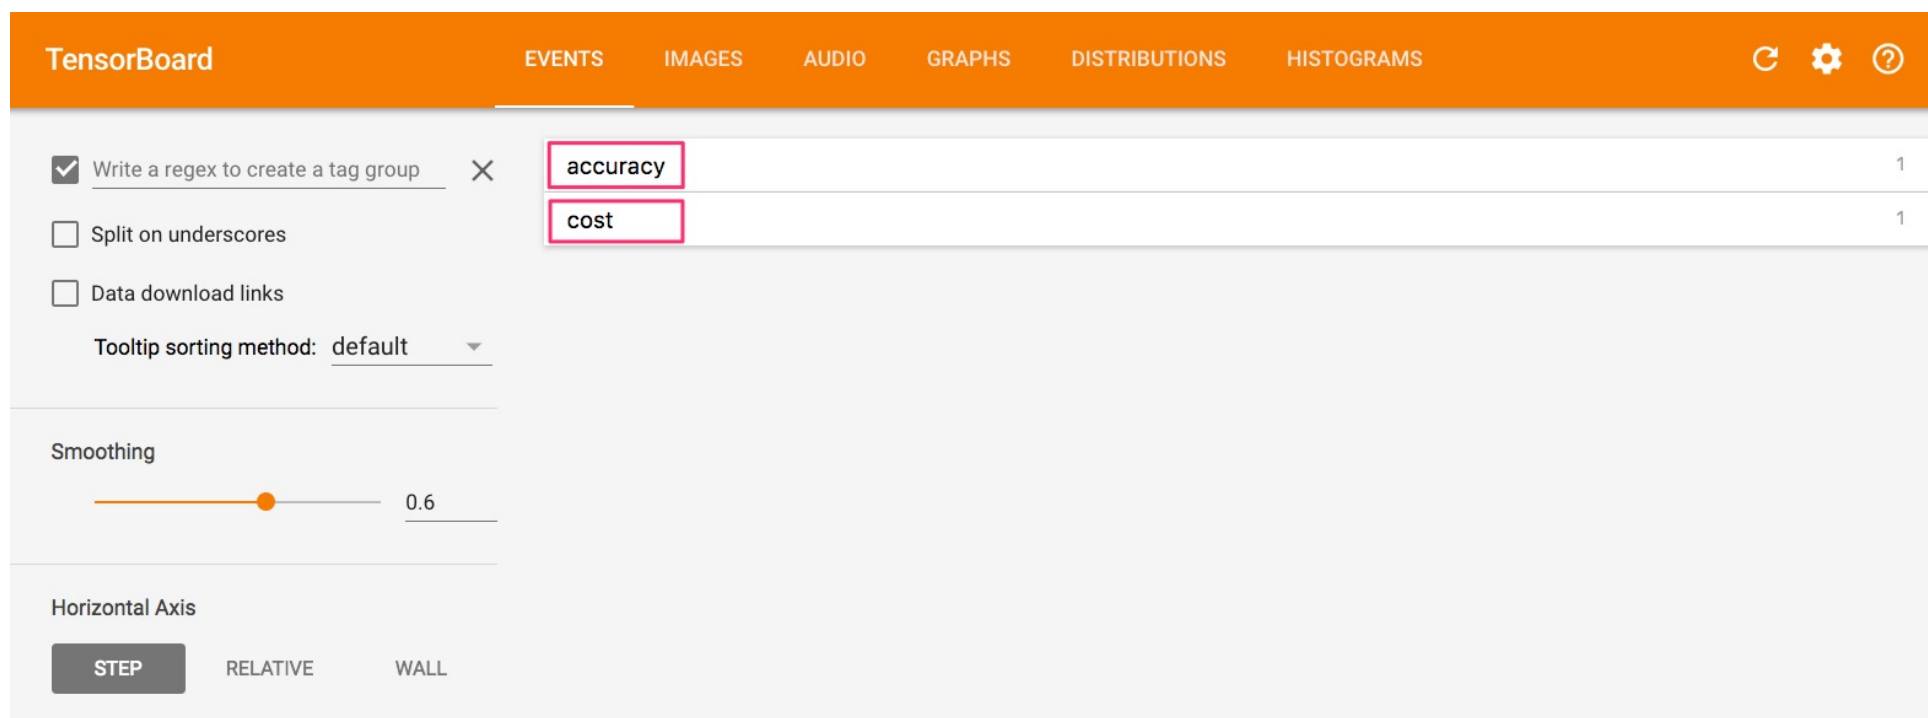 TensorBoard EVENTS IMAGES AUDIO GRAPHS DISTRIBUTIONS HISTOGRAMS
Write a regex to create a tag group
Split on underscores
Data download links
Tooltip sorting method: default
Smoothing
0.6
Horizontal Axis
STEP RELATIVE WALL
accuracy 1
cost 1